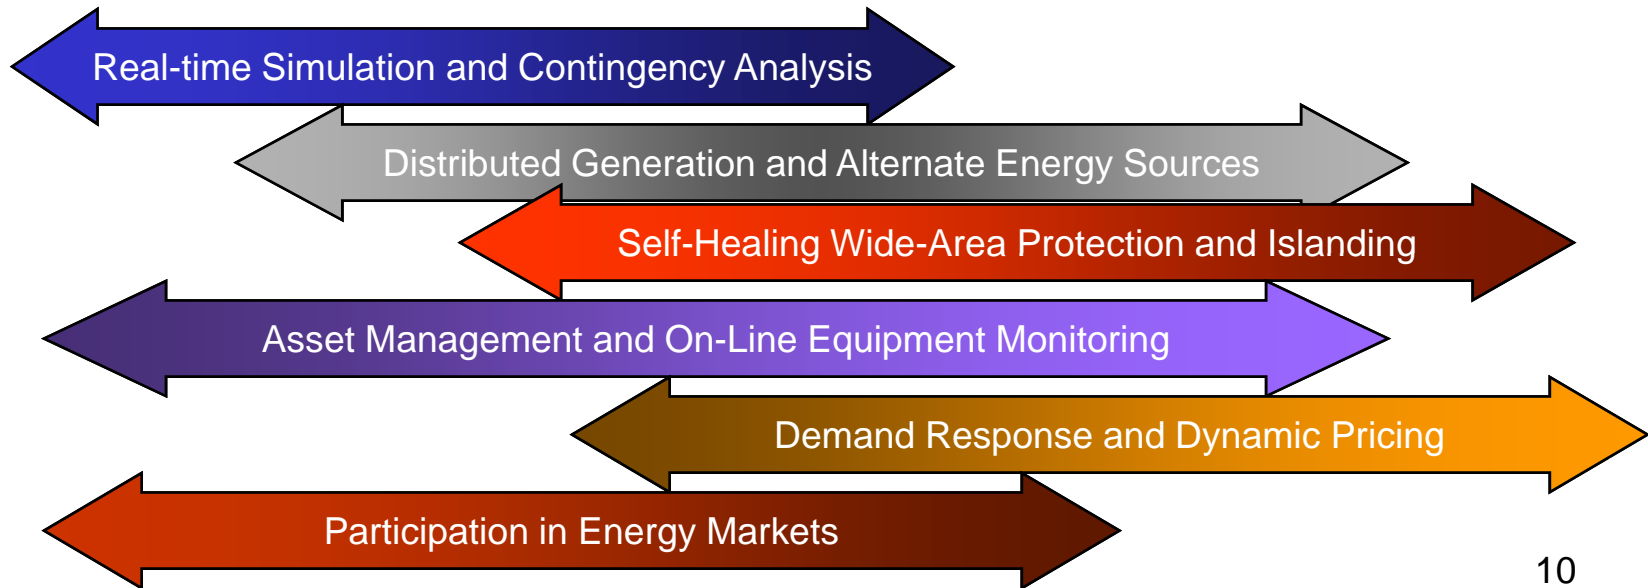 Real-time Simulation and Contingency Analysis
Distributed Generation and Alternate Energy Sources
Self-Healing Wide-Area Protection and Islanding
Asset Management and On-Line Equipment Monitoring
Demand Response and Dynamic Pricing
Participation in Energy Markets
10